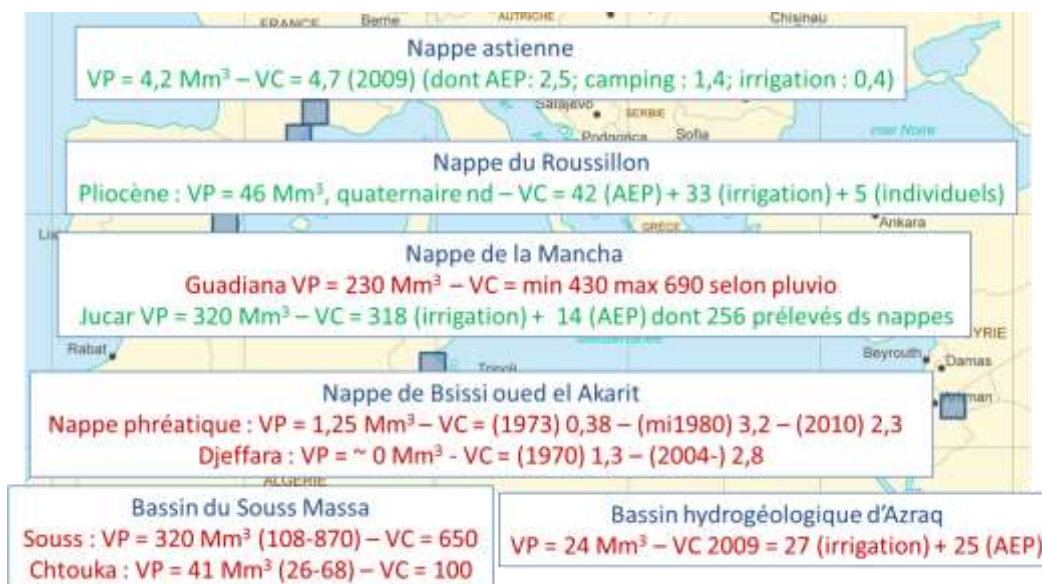 FRANCE
Berne
AUTRICHE
Chisinau
Nappe astienne
VP = 4,2 Mm³ – VC = 4,7 (2009) (dont AEP: 2,5; camping : 1,4; irrigation : 0,4)
Sarajevo
SERBIE
Podgorica
Sofia
mer Noire
Nappe du Roussillon
Pliocène : VP = 46 Mm³, quaternaire nd – VC = 42 (AEP) + 33 (irrigation) + 5 (individuels)
GRÈCE
Ankara
Nappe de la Mancha
Guadiana VP = 230 Mm³ – VC = min 430 max 690 selon pluvio
Jucar VP = 320 Mm³ – VC = 318 (irrigation) + 14 (AEP) dont 256 prélevés ds nappes
Rabat
Tripoli
Beyrouth
YRIE
Damas
Nappe de Bsissi oued el Akarit
Nappe phréatique : VP = 1,25 Mm³ – VC = (1973) 0,38 – (mi1980) 3,2 – (2010) 2,3
Djeffara : VP = ~ 0 Mm³ - VC = (1970) 1,3 – (2004-) 2,8
ALGÉRIE
Bassin du Souss Massa
Souss : VP = 320 Mm³ (108-870) – VC = 650
Chtouka : VP = 41 Mm³ (26-68) – VC = 100
Bassin hydrogéologique d'Azraq
VP = 24 Mm³ – VC 2009 = 27 (irrigation) + 25 (AEP)